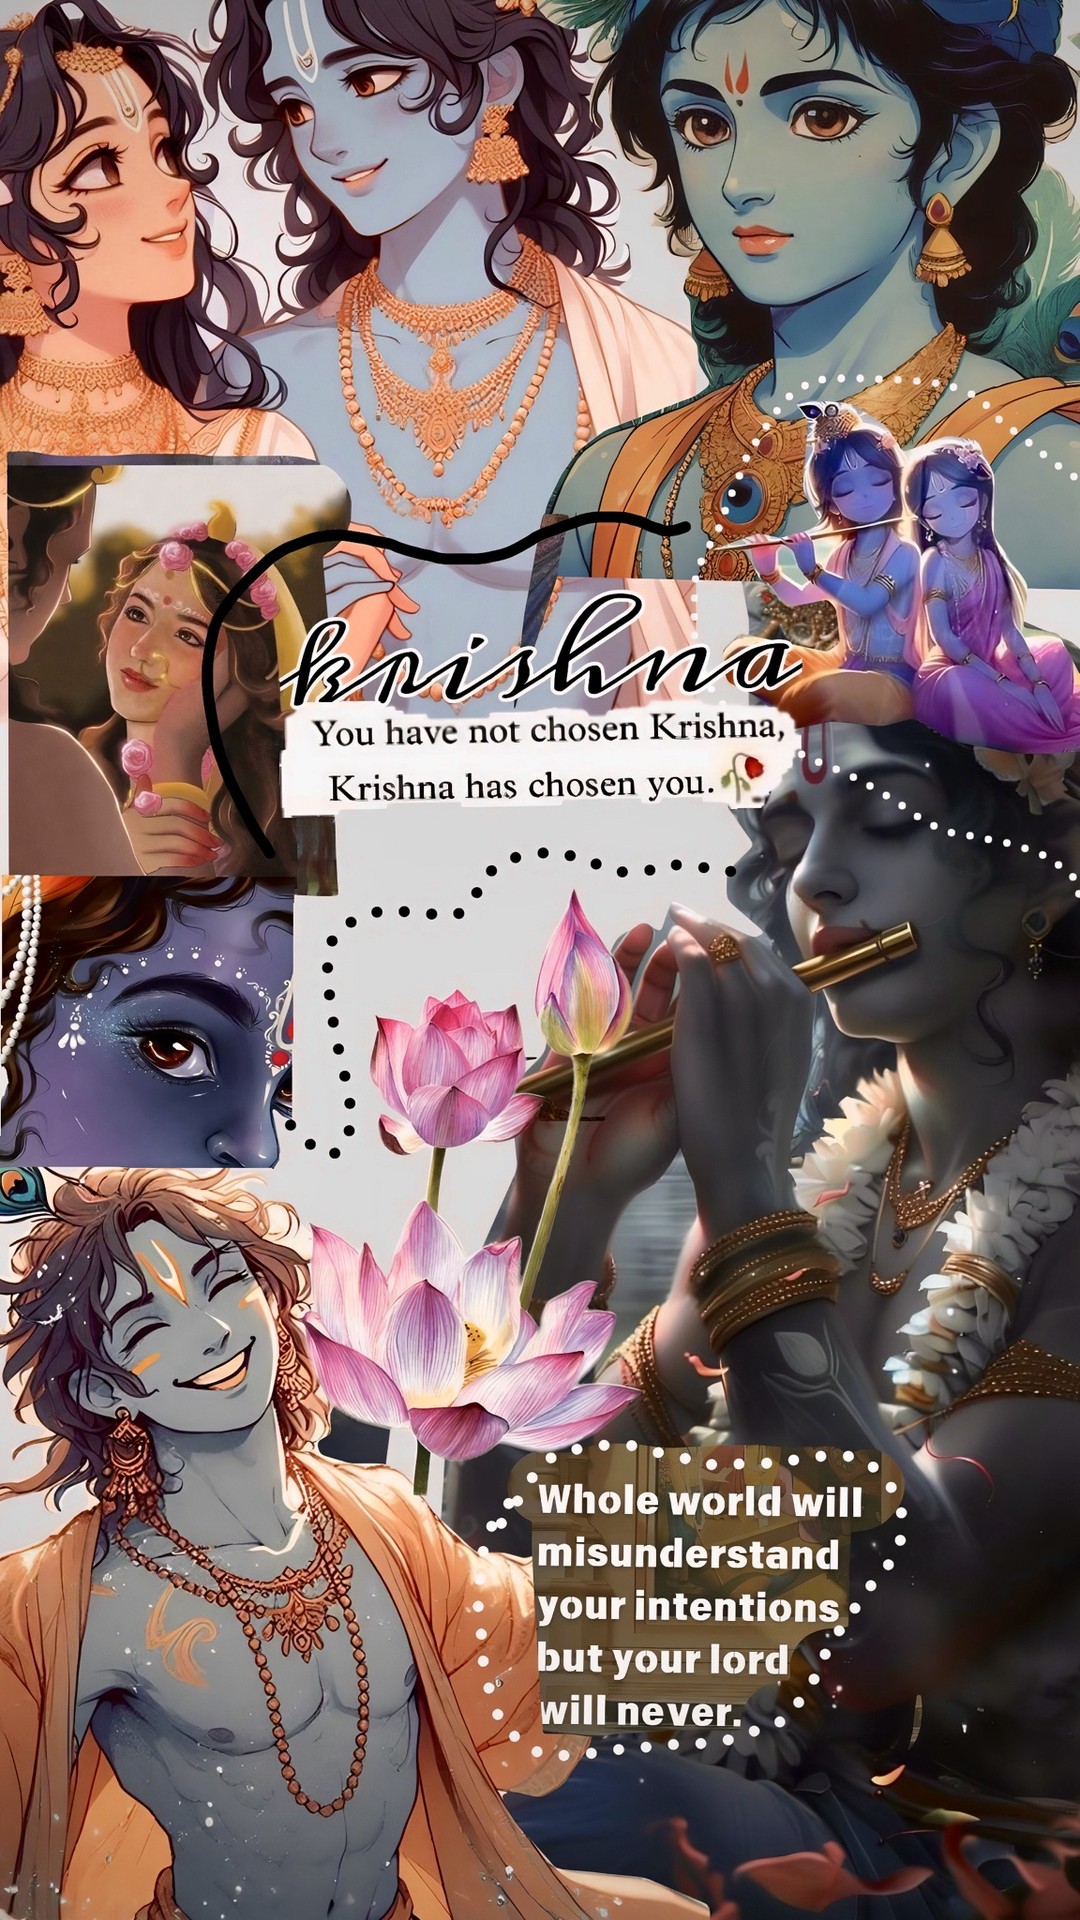 krishna
You have not chosen Krishna,
Krishna has chosen you.
Whole world will
misunderstand
your intentions
but your lord
will never.